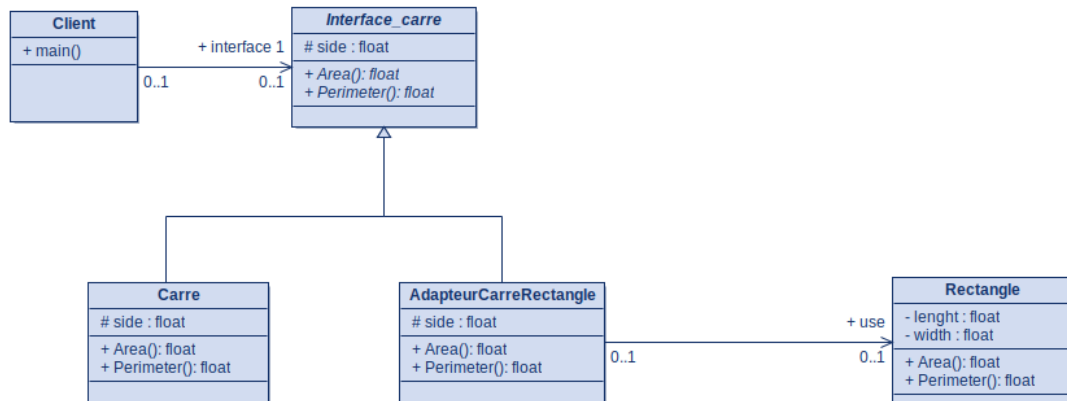 Client
+ main()
+ interface 1
0..1
0..1
Interface_carre
# side : float
+ Area(): float
+ Perimeter(): float
Carre
# side : float
+ Area(): float
+ Perimeter(): float
AdapteurCarreRectangle
# side : float
+ Area(): float
+ Perimeter(): float
+ use
0..1
0..1
Rectangle
- lenght : float
- width : float
+ Area(): float
+ Perimeter(): float